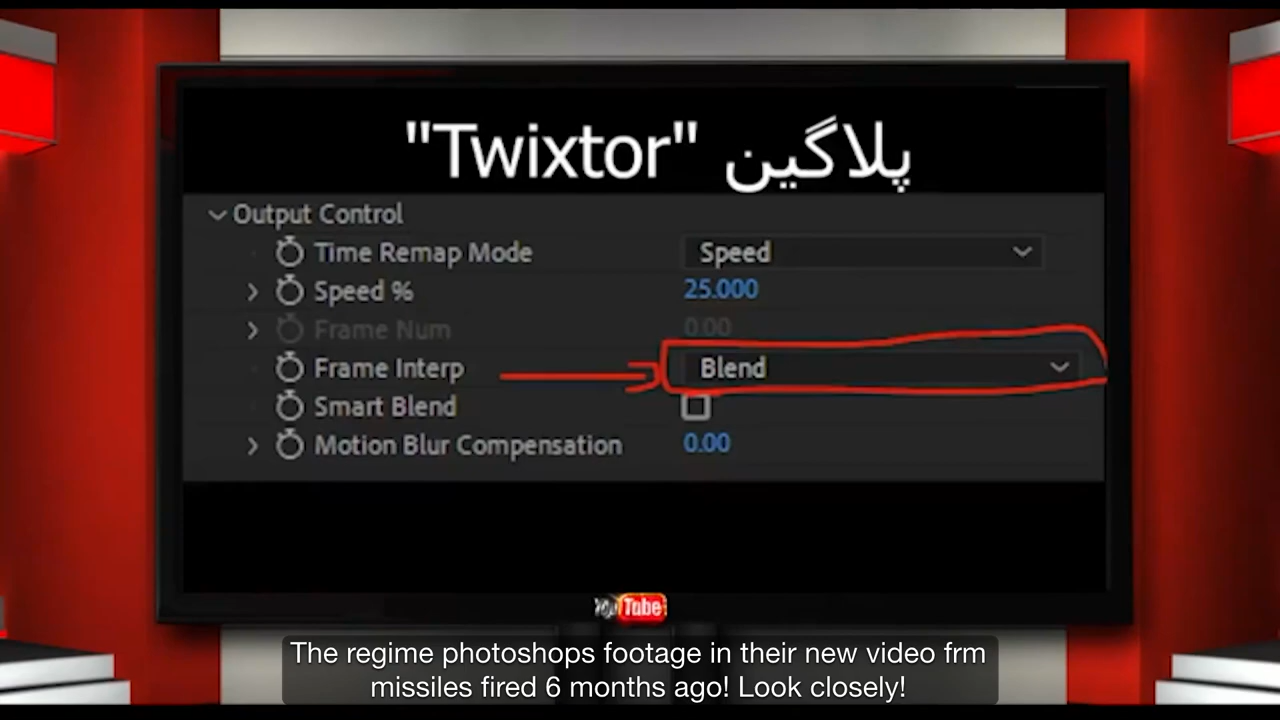 پلاگین "Twixtor"
Output Control
Time Remap Mode Speed
Speed % 25.000
Frame Num 0.00
Frame Interp Blend
Smart Blend
Motion Blur Compensation 0.00
You Tube
The regime photoshops footage in their new video frm
missiles fired 6 months ago! Look closely!